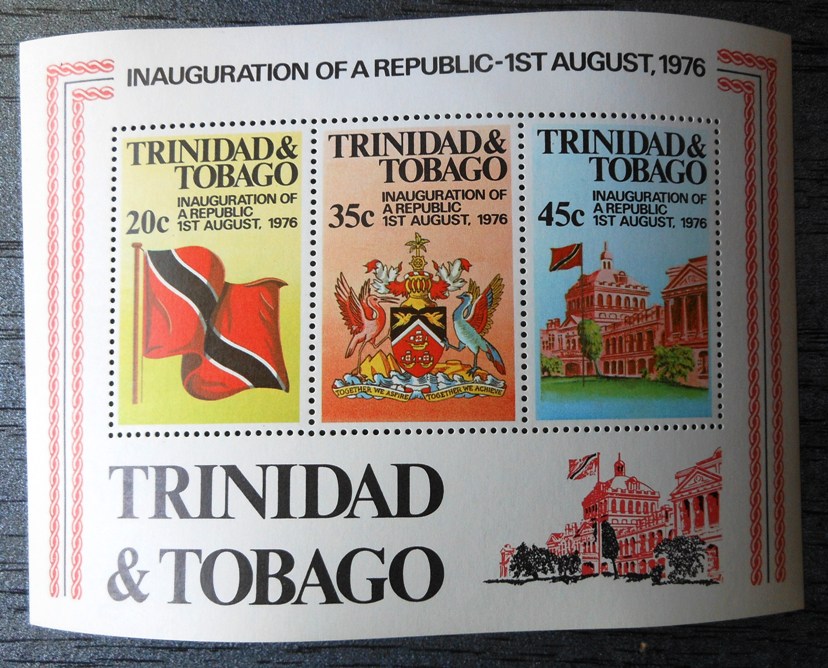 INAUGURATION OF A REPUBLIC-1ST AUGUST, 1976
TRINIDAD &
TOBAGO
20c
INAUGURATION OF
A REPUBLIC
1ST AUGUST, 1976
TRINIDAD &
TOBAGO
35c
INAUGURATION OF
A REPUBLIC
1ST AUGUST, 1976
TOGETHER WE ASPIRE TOGETHER WE ACHIEVE
TRINIDAD &
TOBAGO
45c
INAUGURATION OF
A REPUBLIC
1ST AUGUST, 1976
TRINIDAD
& TOBAGO